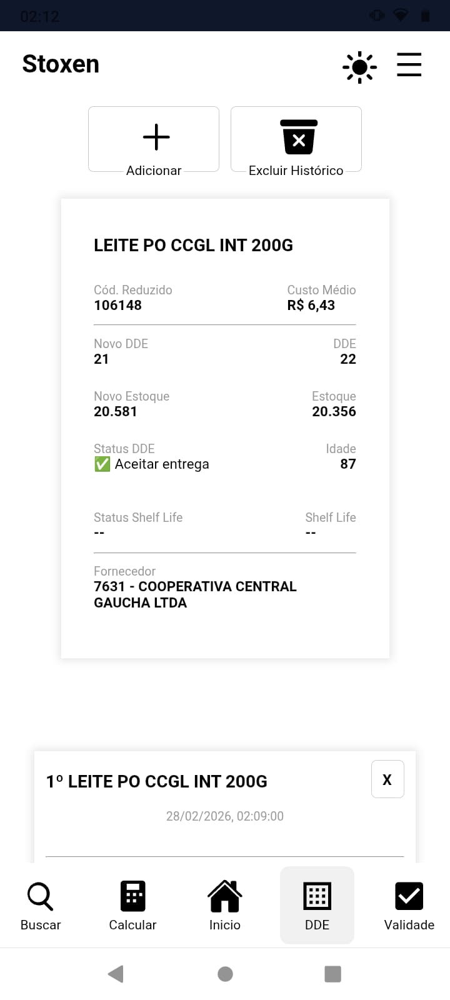 02:12
Stoxen
Adicionar
Excluir Histórico
LEITE PO CCGL INT 200G
Cód. Reduzido
Custo Médio
106148
R$ 6,43
Novo DDE
DDE
21
22
Novo Estoque
Estoque
20.581
20.356
Status DDE
Idade
✅ Aceitar entrega
87
Status Shelf Life
Shelf Life
--
--
Fornecedor
7631 - COOPERATIVA CENTRAL
GAUCHA LTDA
1º LEITE PO CCGL INT 200G
X
28/02/2026, 02:09:00
Buscar
Calcular
Inicio
DDE
Validade